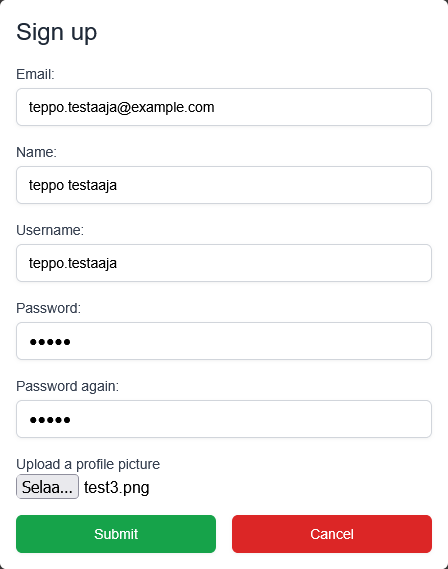 Sign up
Email:
teppo.testaaja@example.com
Name:
teppo testaaja
Username:
teppo.testaaja
Password:
●●●●●
Password again:
●●●●●
Upload a profile picture
Selaa... test3.png
Submit Cancel